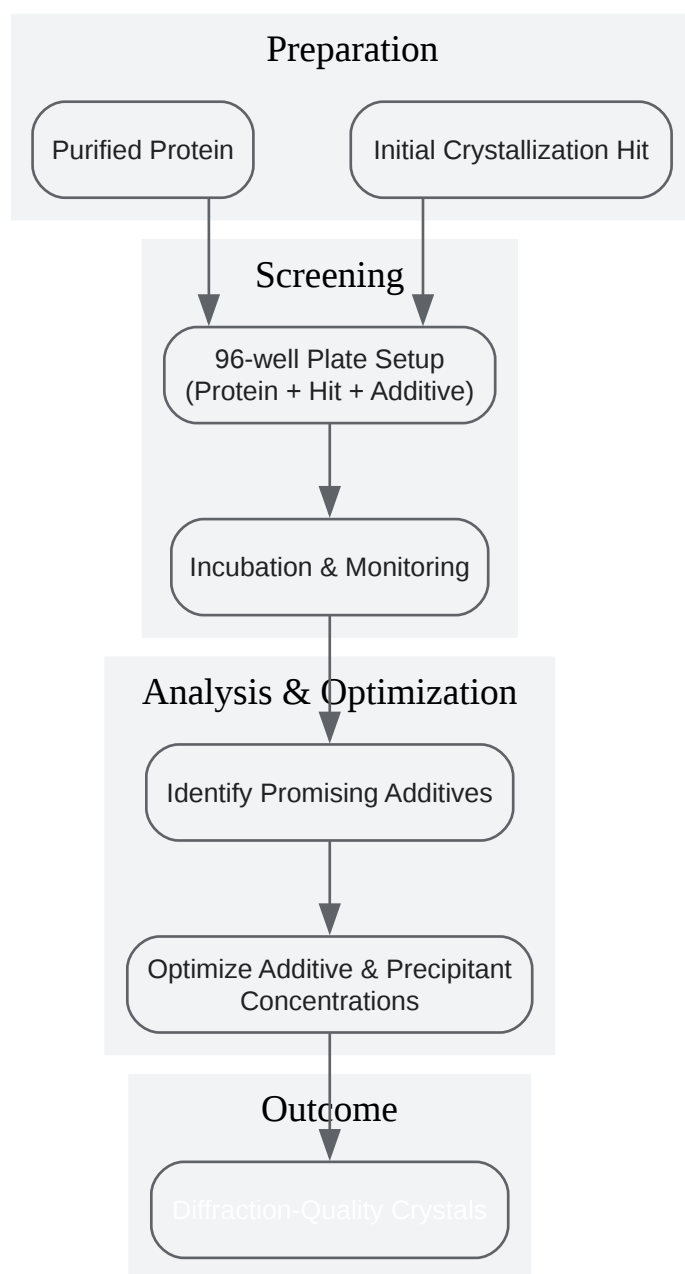 Preparation
Purified Protein
Initial Crystallization Hit
Screening
96-well Plate Setup
(Protein + Hit + Additive)
Incubation & Monitoring
Analysis & Optimization
Identify Promising Additives
Optimize Additive & Precipitant
Concentrations
Outcome
Diffraction-Quality Crystals